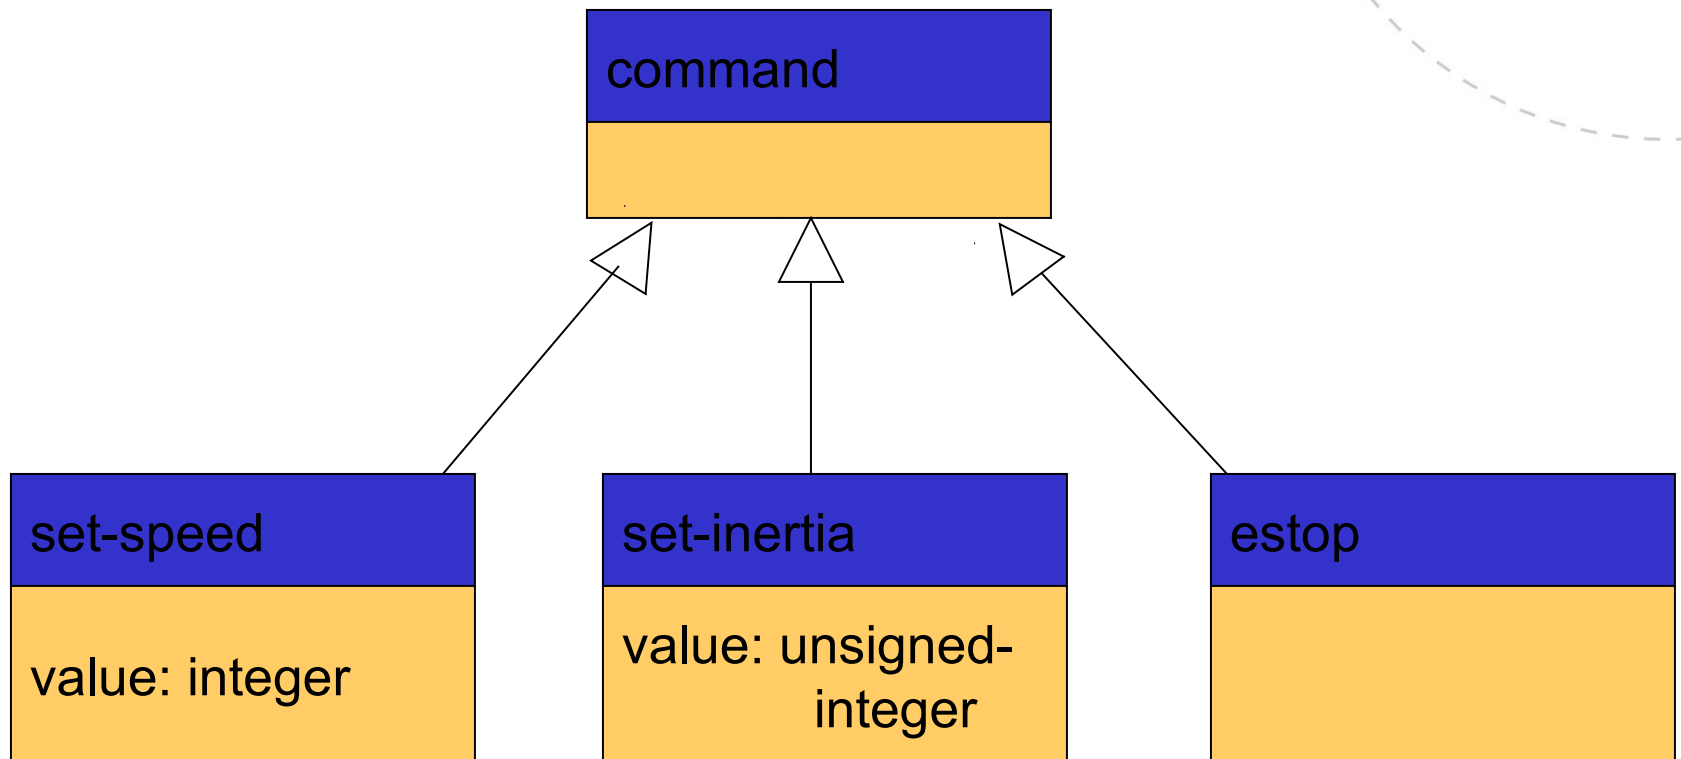 command
set-speed
value: integer
set-inertia
value: unsigned-
integer
estop